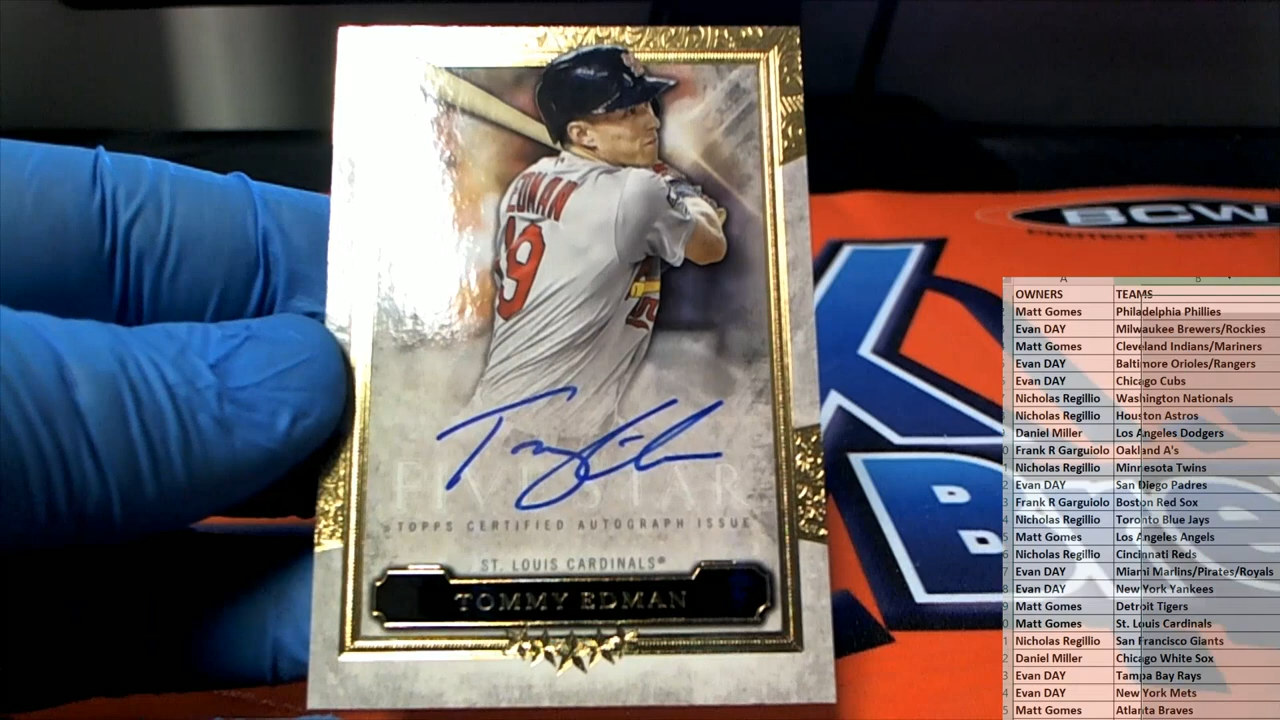 EDMAN
19
Tommy Edman
FIVE STAR
TOPPS CERTIFIED AUTOGRAPH ISSUE
ST. LOUIS CARDINALS®
TOMMY EDMAN
BCW
A B
OWNERS TEAMS
Matt Gomes Philadelphia Phillies
Evan DAY Milwaukee Brewers/Rockies
Matt Gomes Cleveland Indians/Mariners
Evan DAY Baltimore Orioles/Rangers
Evan DAY Chicago Cubs
Nicholas Regillio Washington Nationals
Nicholas Regillio Houston Astros
Daniel Miller Los Angeles Dodgers
Frank R Garguiolo Oakland A's
Nicholas Regillio Minnesota Twins
Evan DAY San Diego Padres
Frank R Garguiolo Boston Red Sox
Nicholas Regillio Toronto Blue Jays
Matt Gomes Los Angeles Angels
Nicholas Regillio Cincinnati Reds
Evan DAY Miami Marlins/Pirates/Royals
Evan DAY New York Yankees
Matt Gomes Detroit Tigers
Matt Gomes St. Louis Cardinals
Nicholas Regillio San Francisco Giants
Daniel Miller Chicago White Sox
Evan DAY Tampa Bay Rays
Evan DAY New York Mets
Matt Gomes Atlanta Braves